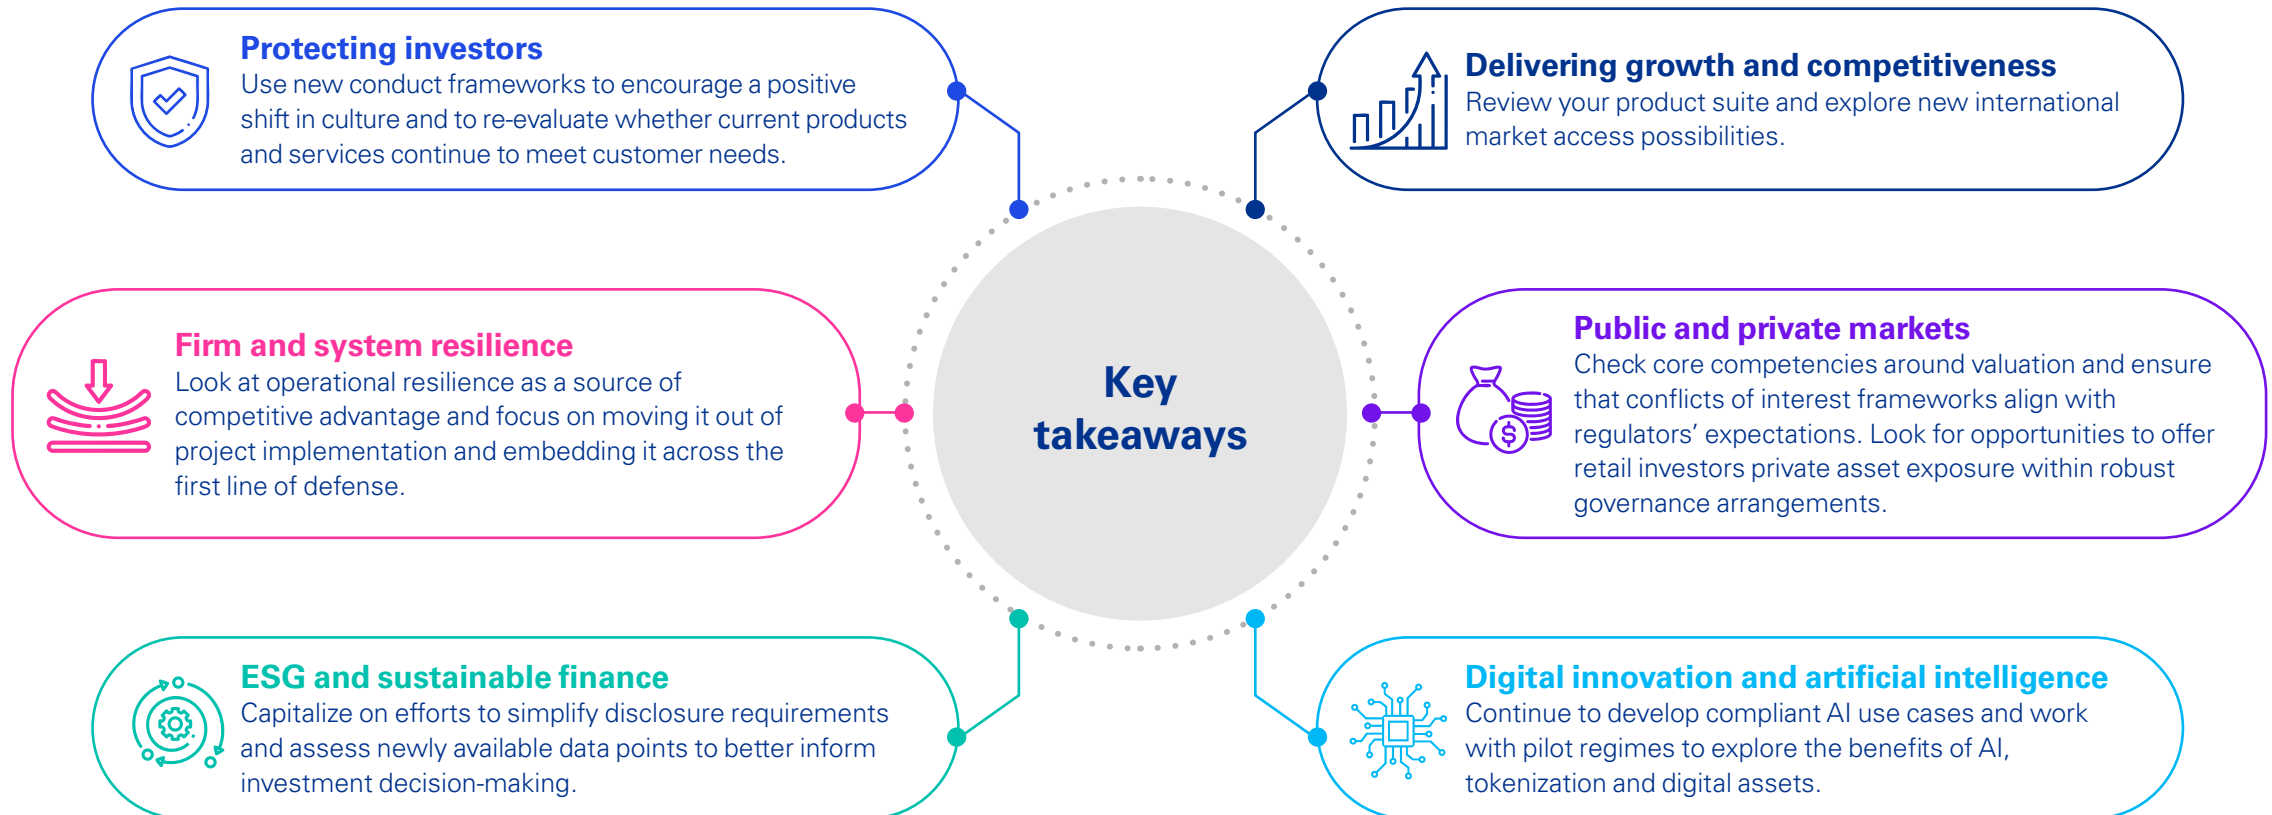 Protecting investors
Use new conduct frameworks to encourage a positive
shift in culture and to re-evaluate whether current products
and services continue to meet customer needs.
Delivering growth and competitiveness
Review your product suite and explore new international
market access possibilities.
Firm and system resilience
Look at operational resilience as a source of
competitive advantage and focus on moving it out of
project implementation and embedding it across the
first line of defense.
Key
takeaways
Public and private markets
Check core competencies around valuation and ensure
that conflicts of interest frameworks align with
regulators’ expectations. Look for opportunities to offer
retail investors private asset exposure within robust
governance arrangements.
ESG and sustainable finance
Capitalize on efforts to simplify disclosure requirements
and assess newly available data points to better inform
investment decision-making.
Digital innovation and artificial intelligence
Continue to develop compliant AI use cases and work
with pilot regimes to explore the benefits of AI,
tokenization and digital assets.